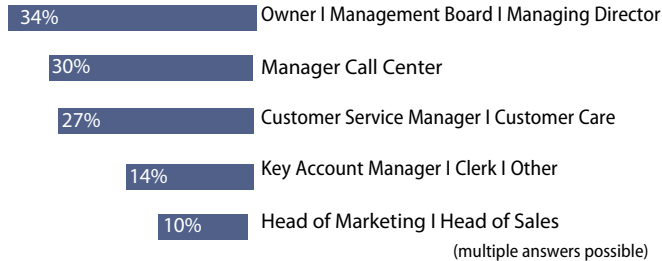 34% Owner I Management Board I Managing Director
30% Manager Call Center
27% Customer Service Manager I Customer Care
14% Key Account Manager I Clerk I Other
10% Head of Marketing I Head of Sales
(multiple answers possible)